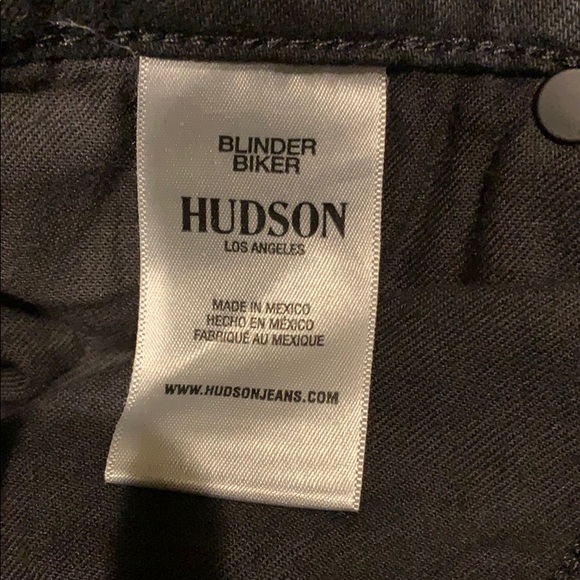 BLINDER
BIKER
HUDSON
LOS ANGELES
MADE IN MEXICO
HECHO EN MÉXICO
FABRIQUÉ AU MEXIQUE
WWW.HUDSONJEANS.COM